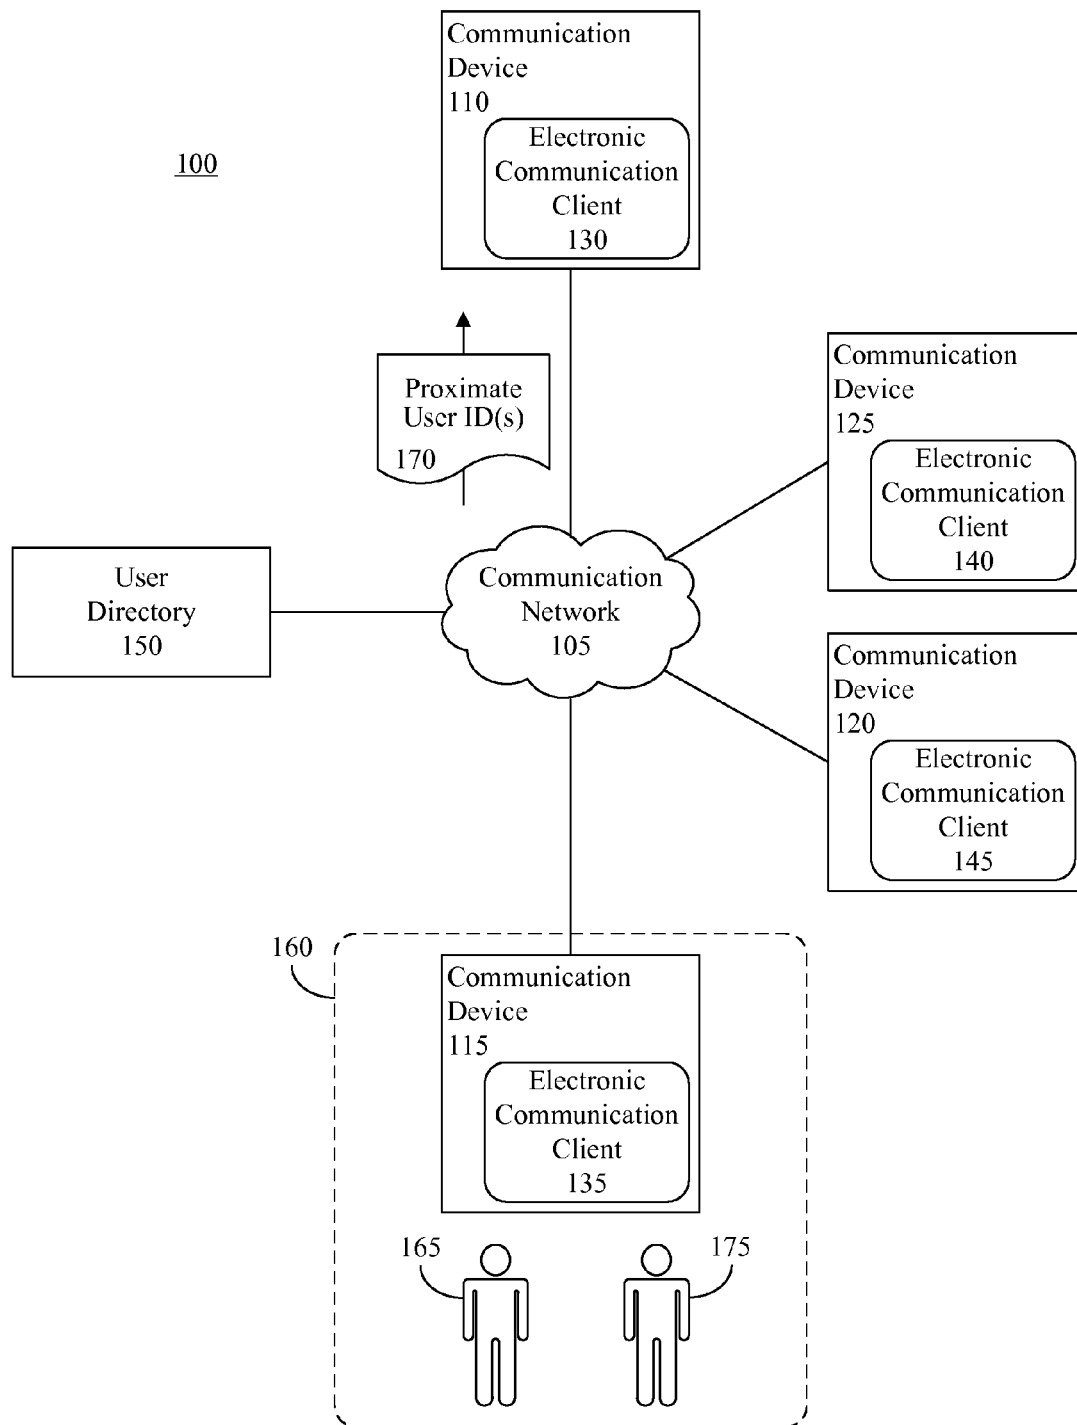 Communication
Device
110
Electronic
Communication
Client
130
100
Proximate
User ID(s)
170
Communication
Device
125
Electronic
Communication
Client
140
User
Directory
150
Communication
Network
105
Communication
Device
120
Electronic
Communication
Client
145
160
Communication
Device
115
Electronic
Communication
Client
135
165
175